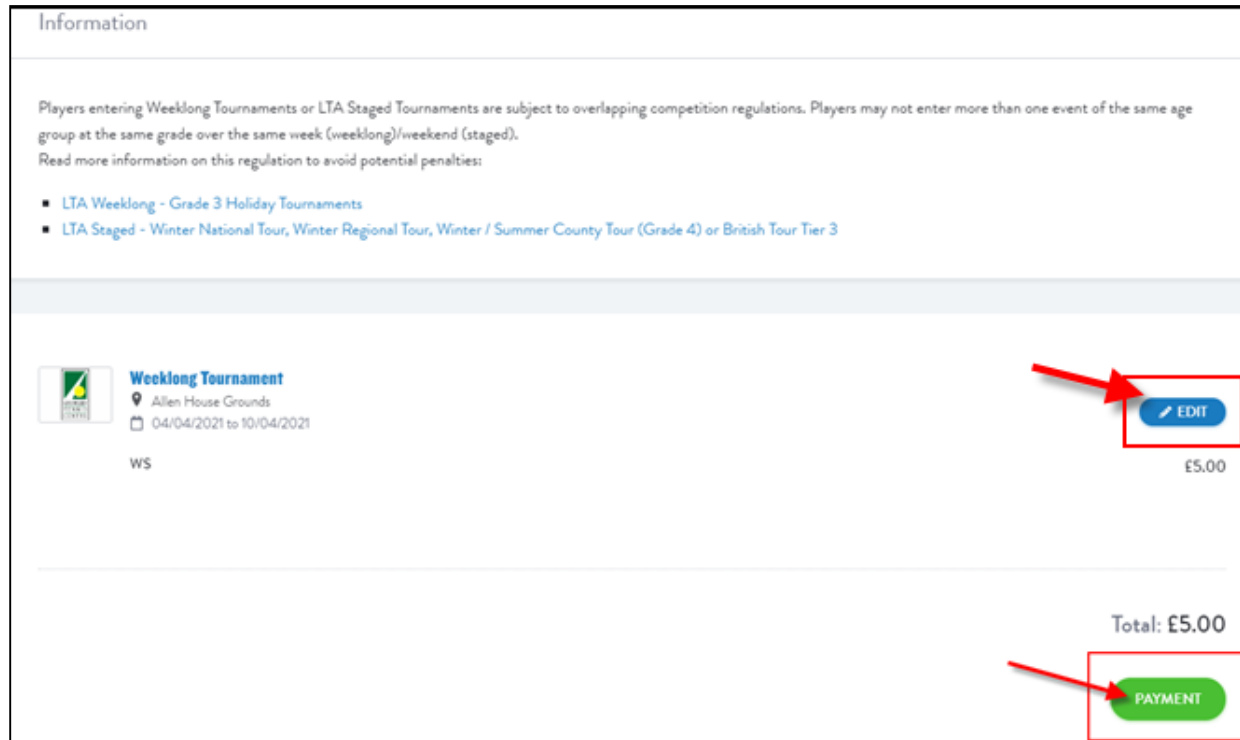 Information
Players entering Weeklong Tournaments or LTA Staged Tournaments are subject to overlapping competition regulations. Players may not enter more than one event of the same age
group at the same grade over the same week (weeklong)/weekend (staged).
Read more information on this regulation to avoid potential penalties:
LTA Weeklong - Grade 3 Holiday Tournaments
LTA Staged - Winter National Tour, Winter Regional Tour, Winter / Summer County Tour (Grade 4) or British Tour Tier 3
Weeklong Tournament
Allen House Grounds
EDIT
04/04/2021 to 10/04/2021
WS
£5.00
Total: £5.00
PAYMENT